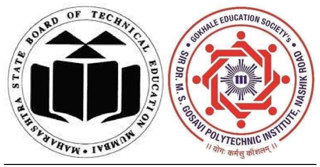 MAHARASHTRA STATE BOARD OF TECHNICAL EDUCATION MUMBAI
GOKHALE EDUCATION SOCIETY's
SIR DR. M. S. GOSAVI POLYTECHNIC INSTITUTE, NASHIK ROAD
॥ योगः कर्मसु कौशलम् ॥